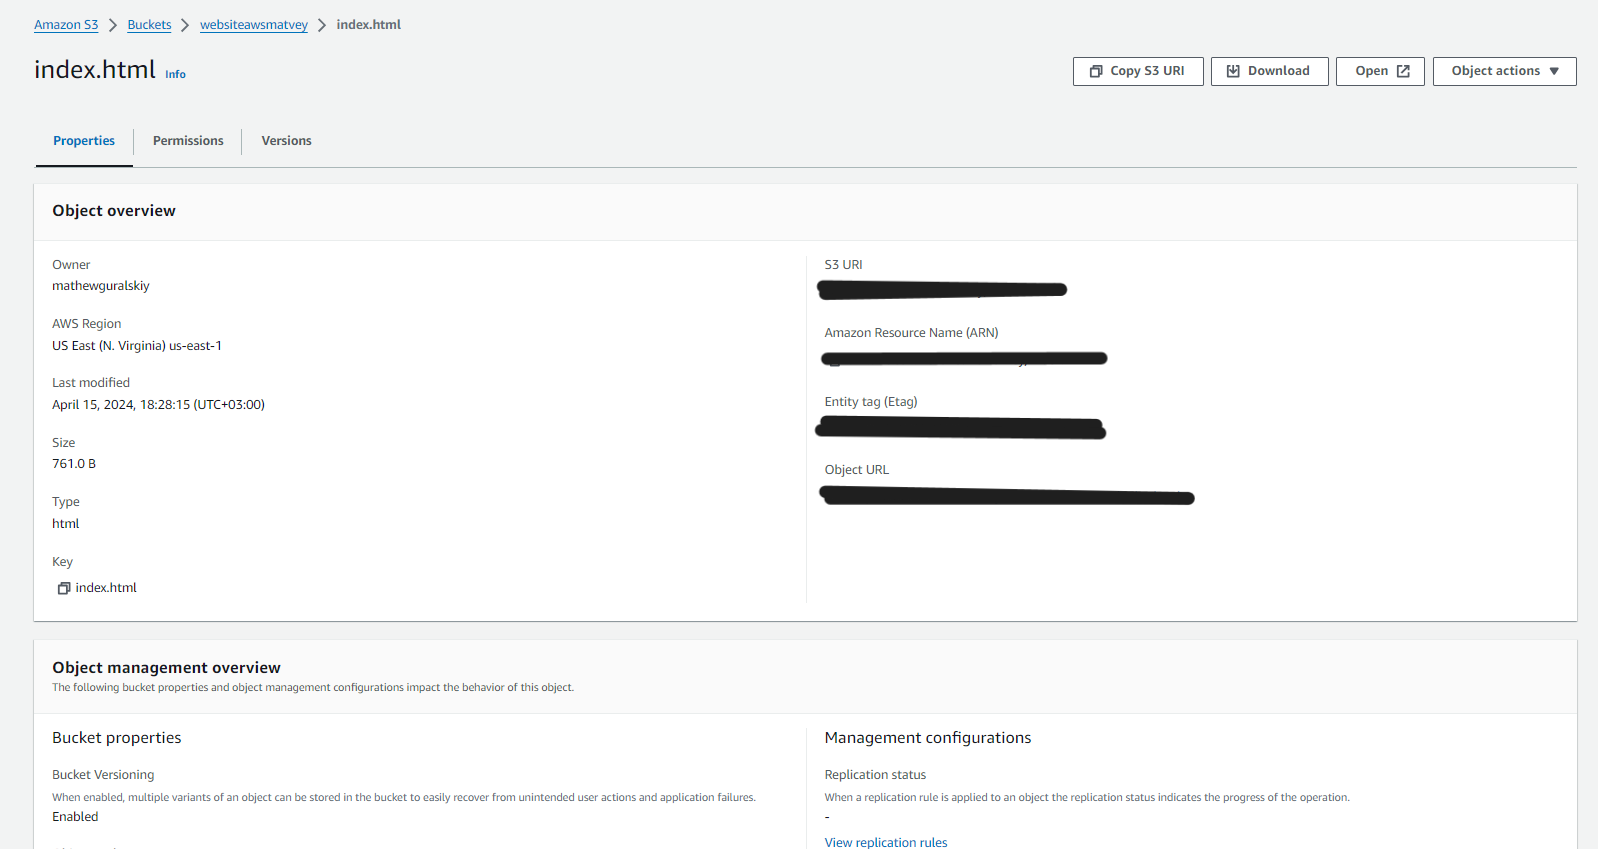 Amazon S3 > Buckets > websiteawsmatvey > index.html
index.html Info
Copy S3 URI
Download
Open
Object actions
Properties
Permissions
Versions
Object overview
Owner
mathewguralskiy
AWS Region
US East (N. Virginia) us-east-1
Last modified
April 15, 2024, 18:28:15 (UTC+03:00)
Size
761.0 B
Type
html
Key
index.html
S3 URI
Amazon Resource Name (ARN)
Entity tag (Etag)
Object URL
Object management overview
The following bucket properties and object management configurations impact the behavior of this object.
Bucket properties
Bucket Versioning
When enabled, multiple variants of an object can be stored in the bucket to easily recover from unintended user actions and application failures.
Enabled
Management configurations
Replication status
When a replication rule is applied to an object the replication status indicates the progress of the operation.
-
View replication rules